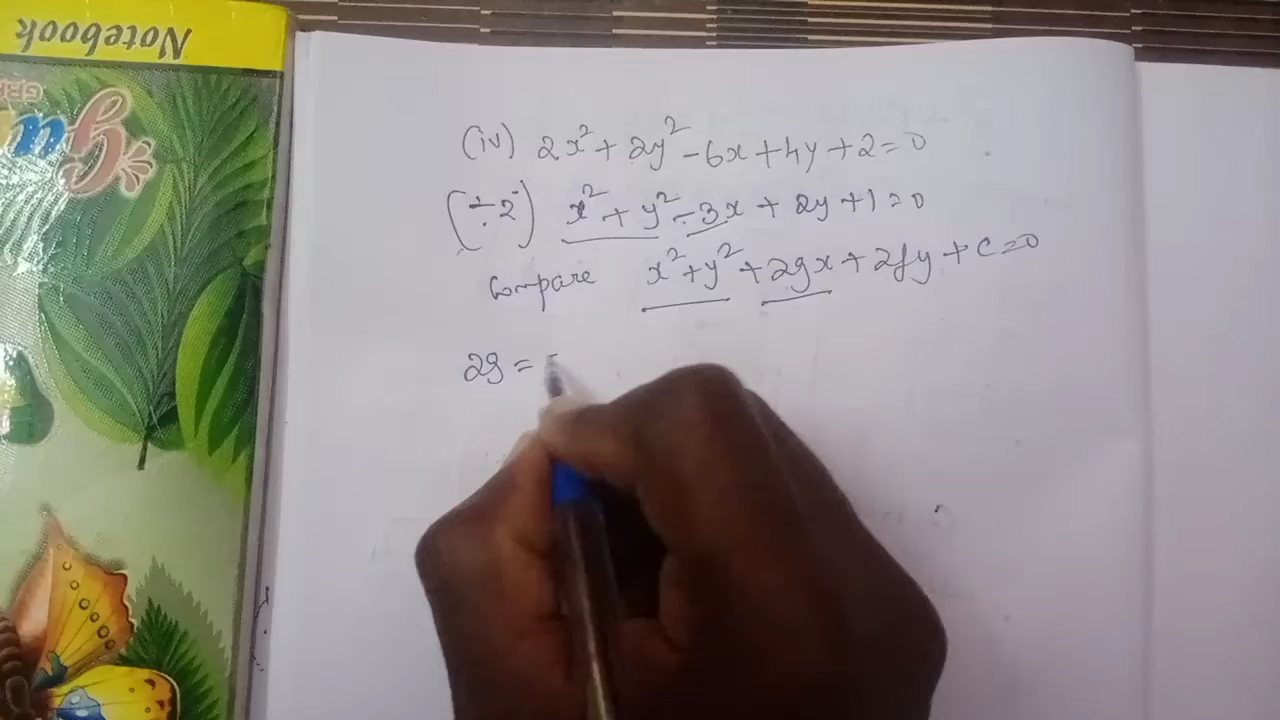 Notebook
(iv) 2x² + 2y² - 6x + 4y + 2 = 0
(÷2) x² + y² - 3x + 2y + 1 = 0
Compare x² + y² + 2gx + 2fy + c = 0
2g = -